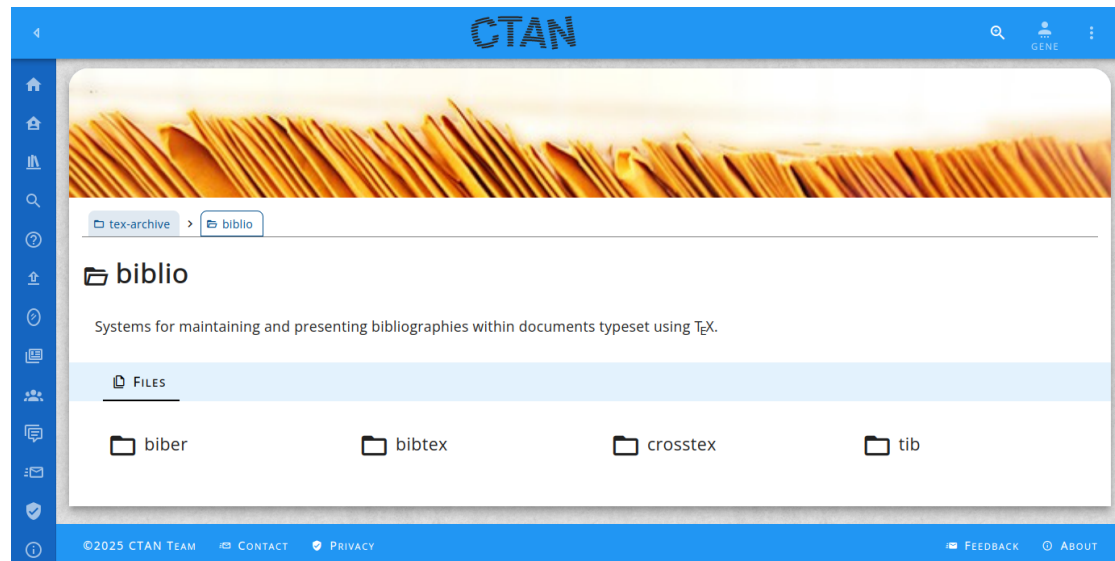 CTAN
GENE
tex-archive > biblio
biblio
Systems for maintaining and presenting bibliographies within documents typeset using TEX.
FILES
biber bibtex crosstex tib
©2025 CTAN TEAM CONTACT PRIVACY FEEDBACK ABOUT